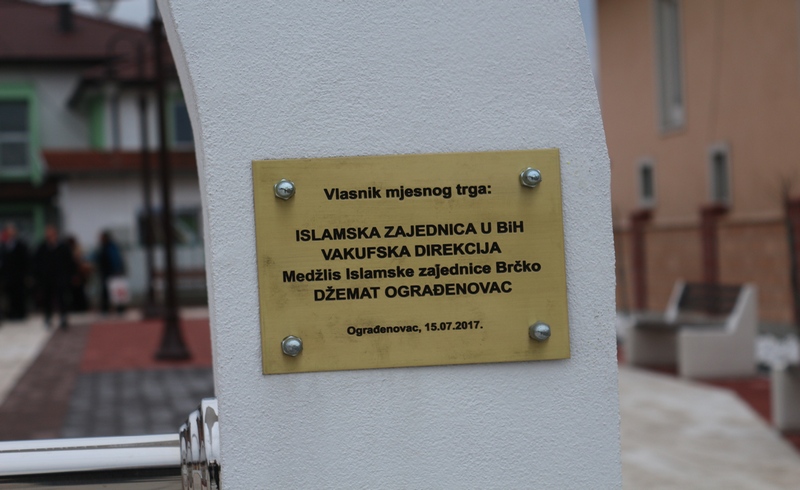 Vlasnik mjesnog trga:
ISLAMSKA ZAJEDNICA U BiH
VAKUFSKA DIREKCIJA
Medžlis Islamske zajednice Brčko
DŽEMAT OGRAĐENOVAC
Ograđenovac, 15.07.2017.